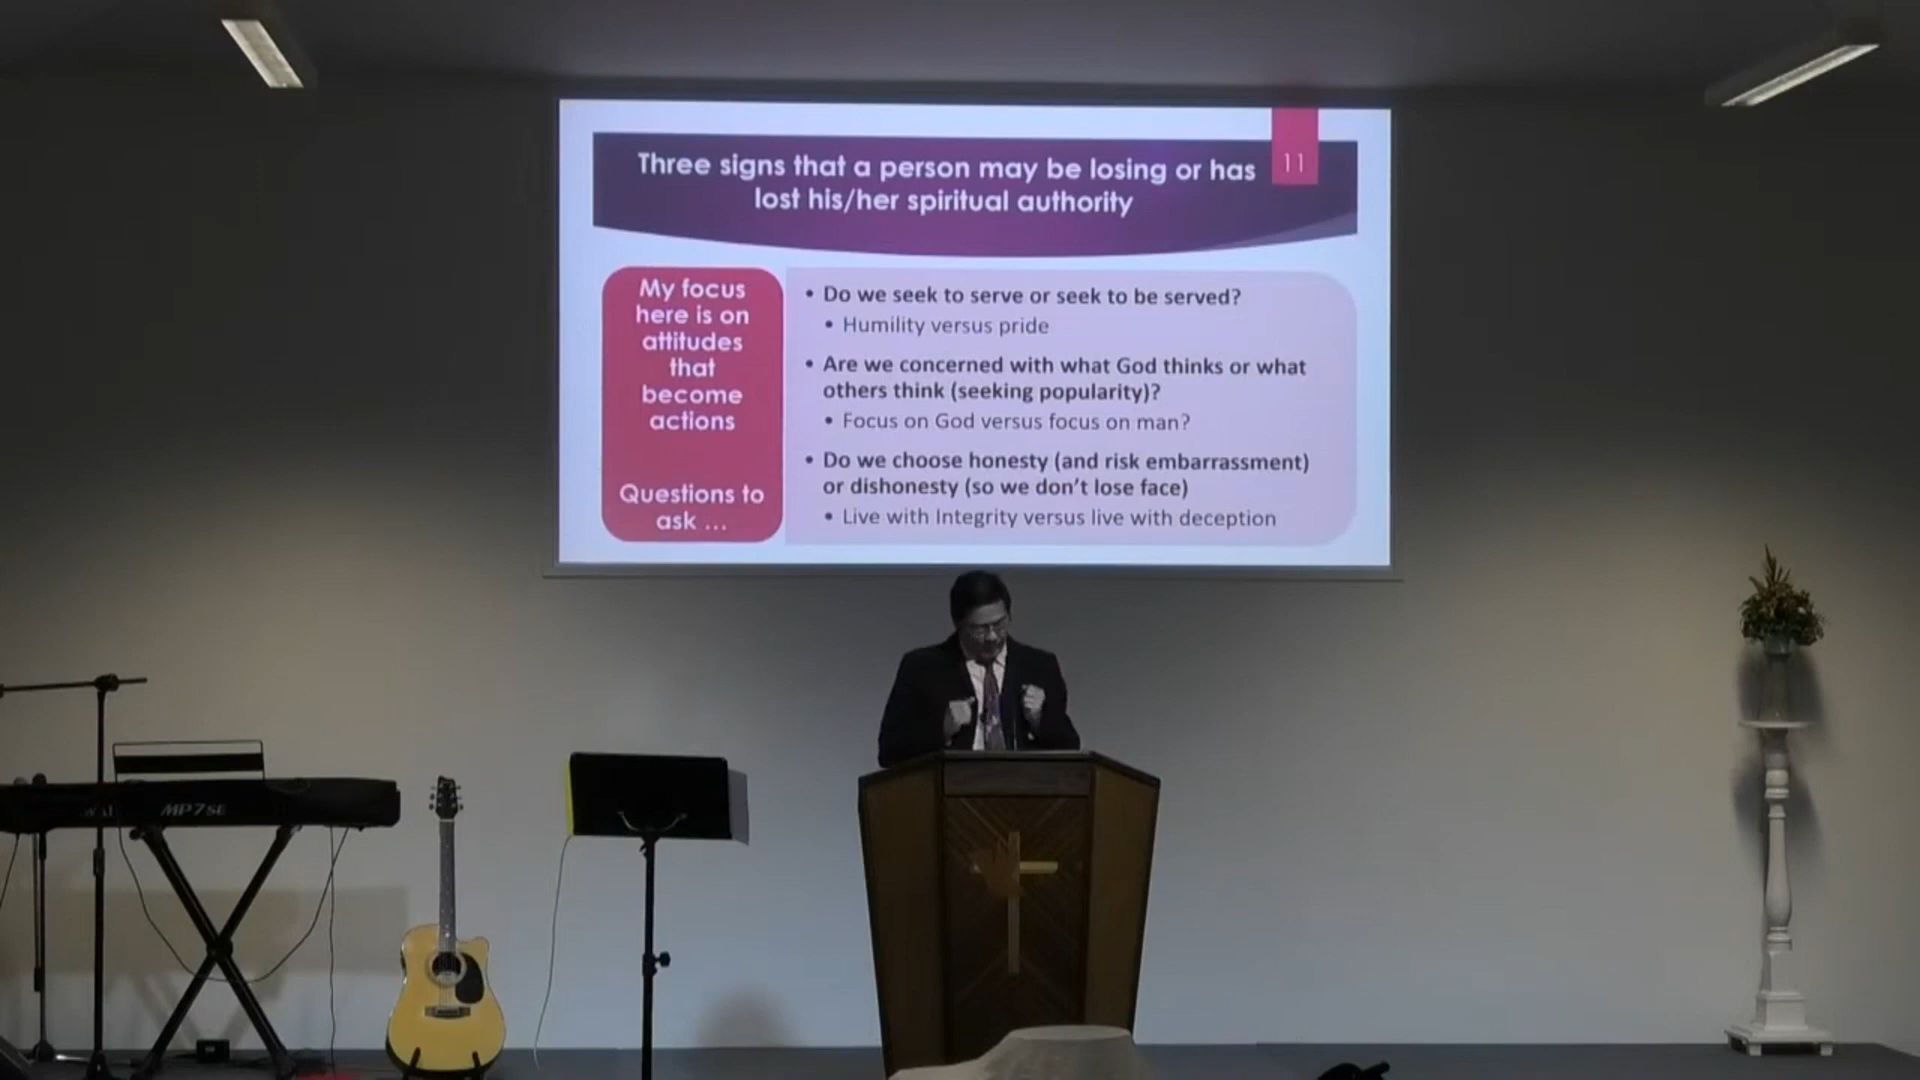 Three signs that a person may be losing or has
lost his/her spiritual authority
11
My focus
here is on
attitudes
that
become
actions
Questions to
ask ...
• Do we seek to serve or seek to be served?
• Humility versus pride
• Are we concerned with what God thinks or what
others think (seeking popularity)?
• Focus on God versus focus on man?
• Do we choose honesty (and risk embarrassment)
or dishonesty (so we don't lose face)
• Live with Integrity versus live with deception
MP7SE